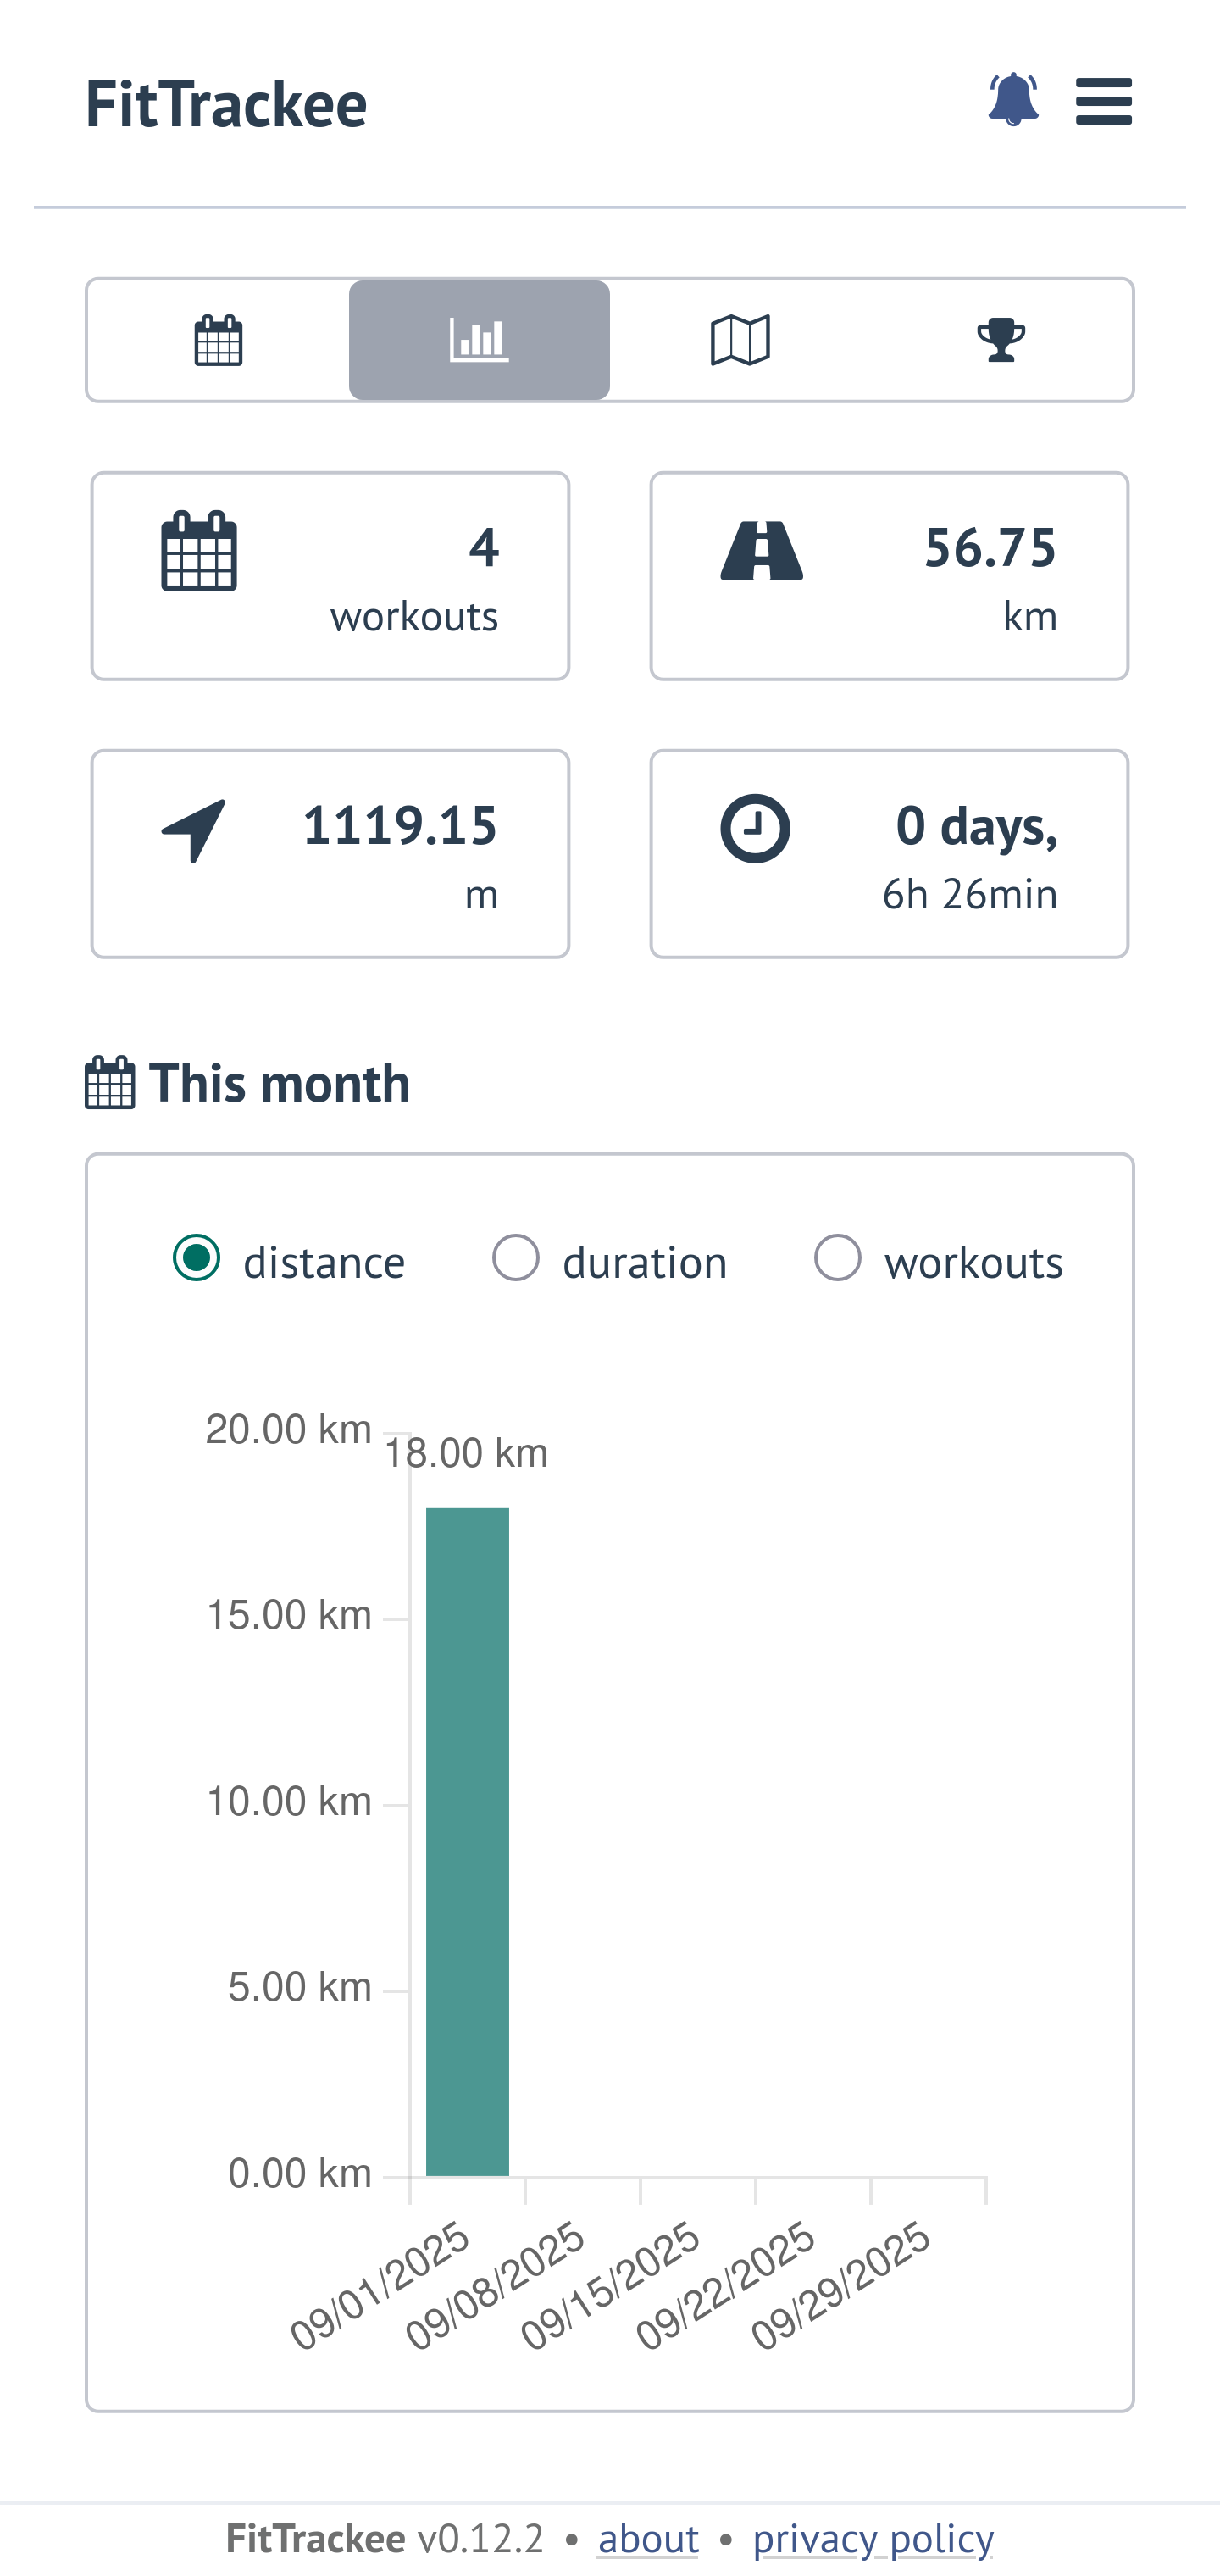 FitTrackee
4
workouts
56.75
km
1119.15
m
0 days,
6h 26min
This month
distance
duration
workouts
20.00 km
18.00 km
15.00 km
10.00 km
5.00 km
0.00 km
09/01/2025
09/08/2025
09/15/2025
09/22/2025
09/29/2025
FitTrackee v0.12.2 • about • privacy policy